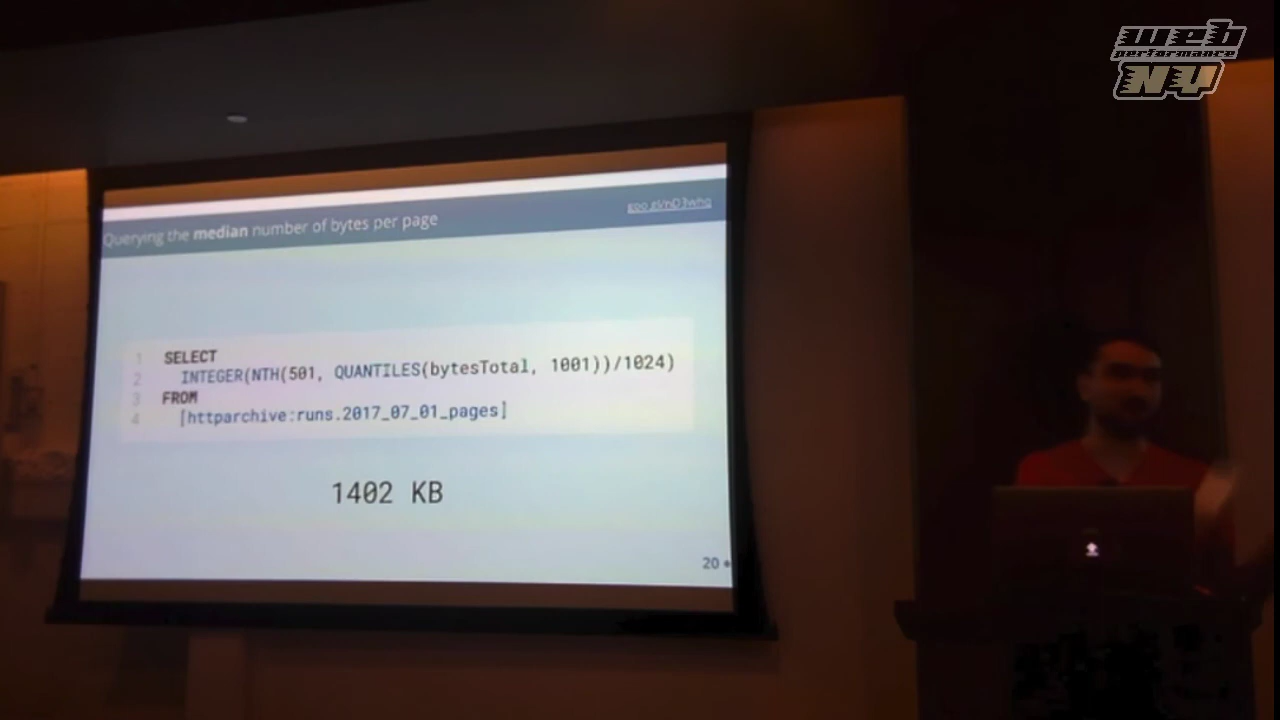 web
performance
NY
Querying the median number of bytes per page
1 SELECT
2 INTEGER(NTH(501, QUANTILES(bytesTotal, 1001))/1024)
3 FROM
4 [httparchive:runs.2017_07_01_pages]
1402 KB
20